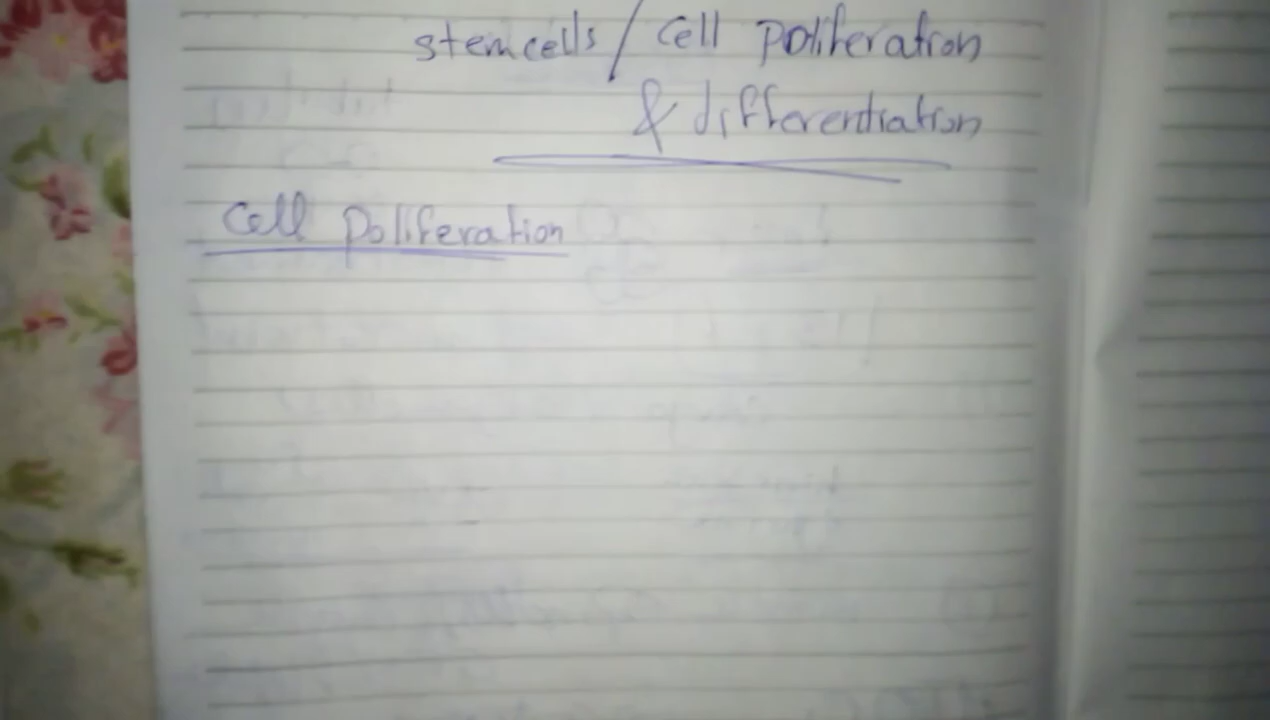 stemcells / cell poliferation
& differentiation
cell poliferation